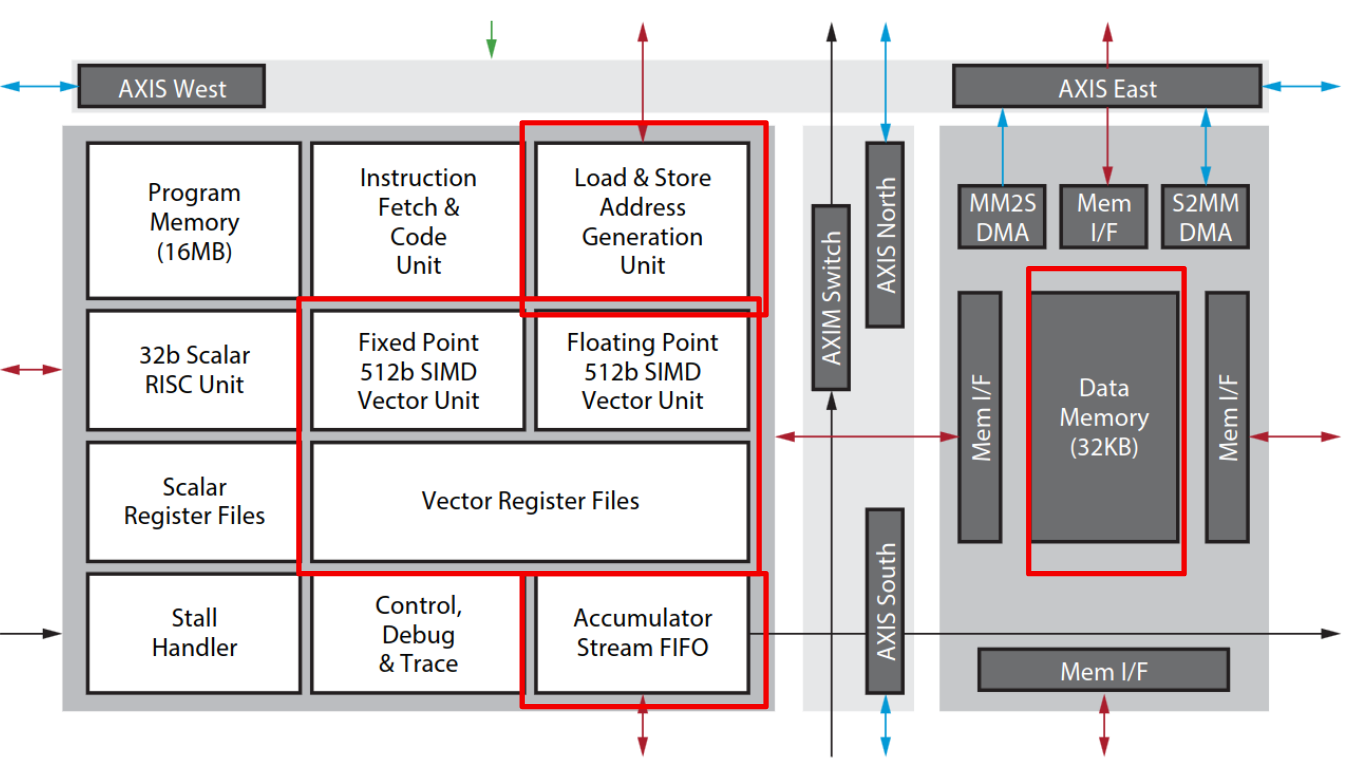 AXIS West
AXIS East
Program
Memory
(16MB)
Instruction
Fetch &
Code
Unit
Load & Store
Address
Generation
Unit
32b Scalar
RISC Unit
Fixed Point
512b SIMD
Vector Unit
Floating Point
512b SIMD
Vector Unit
Scalar
Register Files
Vector Register Files
Stall
Handler
Control,
Debug
& Trace
Accumulator
Stream FIFO
AXIM Switch
AXIS North
AXIS South
MM2S
DMA
Mem
I/F
S2MM
DMA
Mem I/F
Data
Memory
(32KB)
Mem I/F
Mem I/F